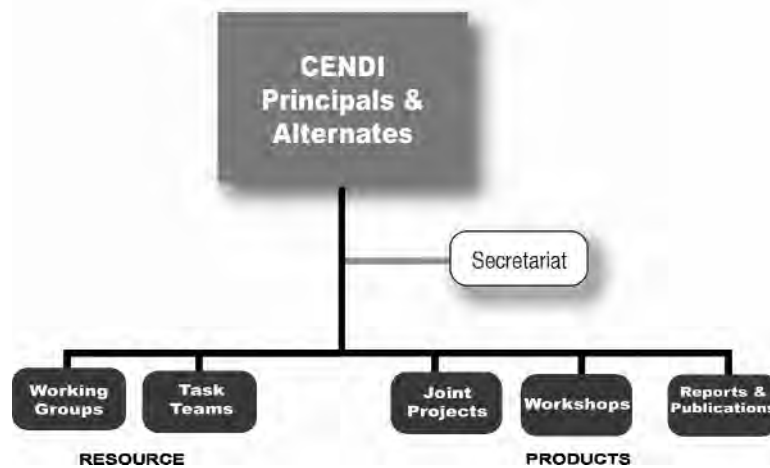 CENDI
Principals &
Alternates
Secretariat
Working
Groups
Task
Teams
Joint
Projects
Workshops
Reports &
Publications
RESOURCE
PRODUCTS